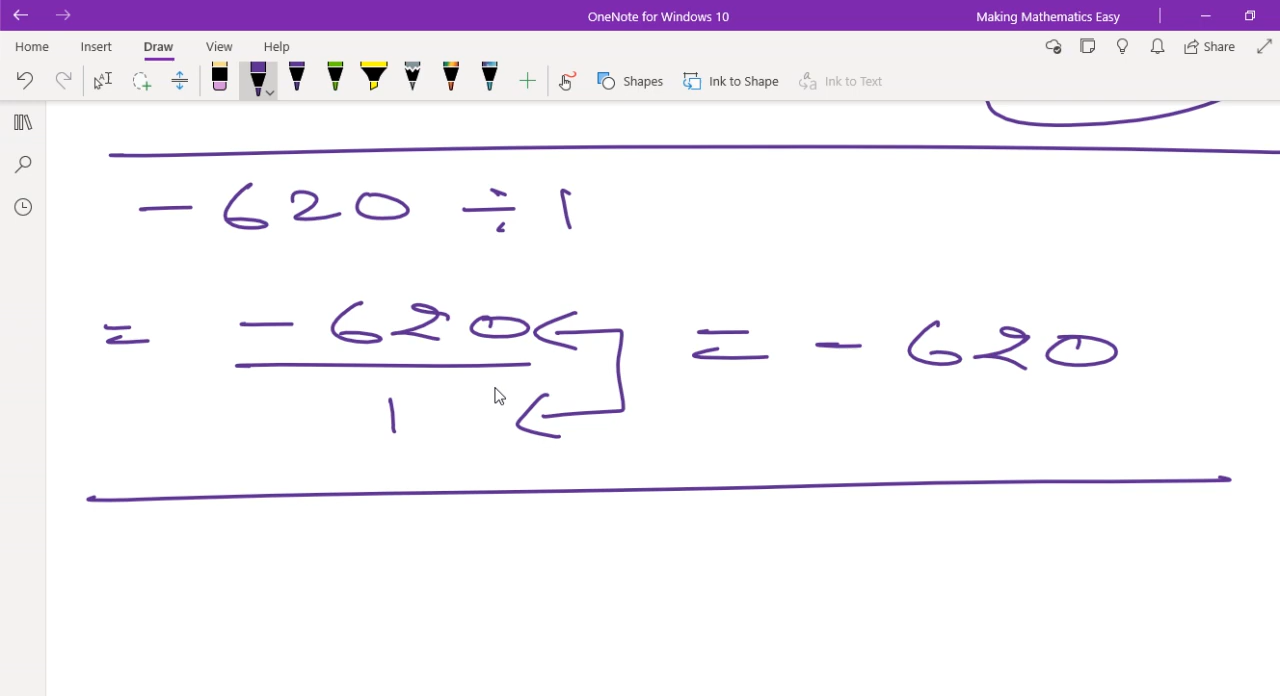 OneNote for Windows 10
Making Mathematics Easy
Home Insert Draw View Help
Share
Shapes
Ink to Shape
Ink to Text
- 620 ÷ 1
= - 620 = - 620
1